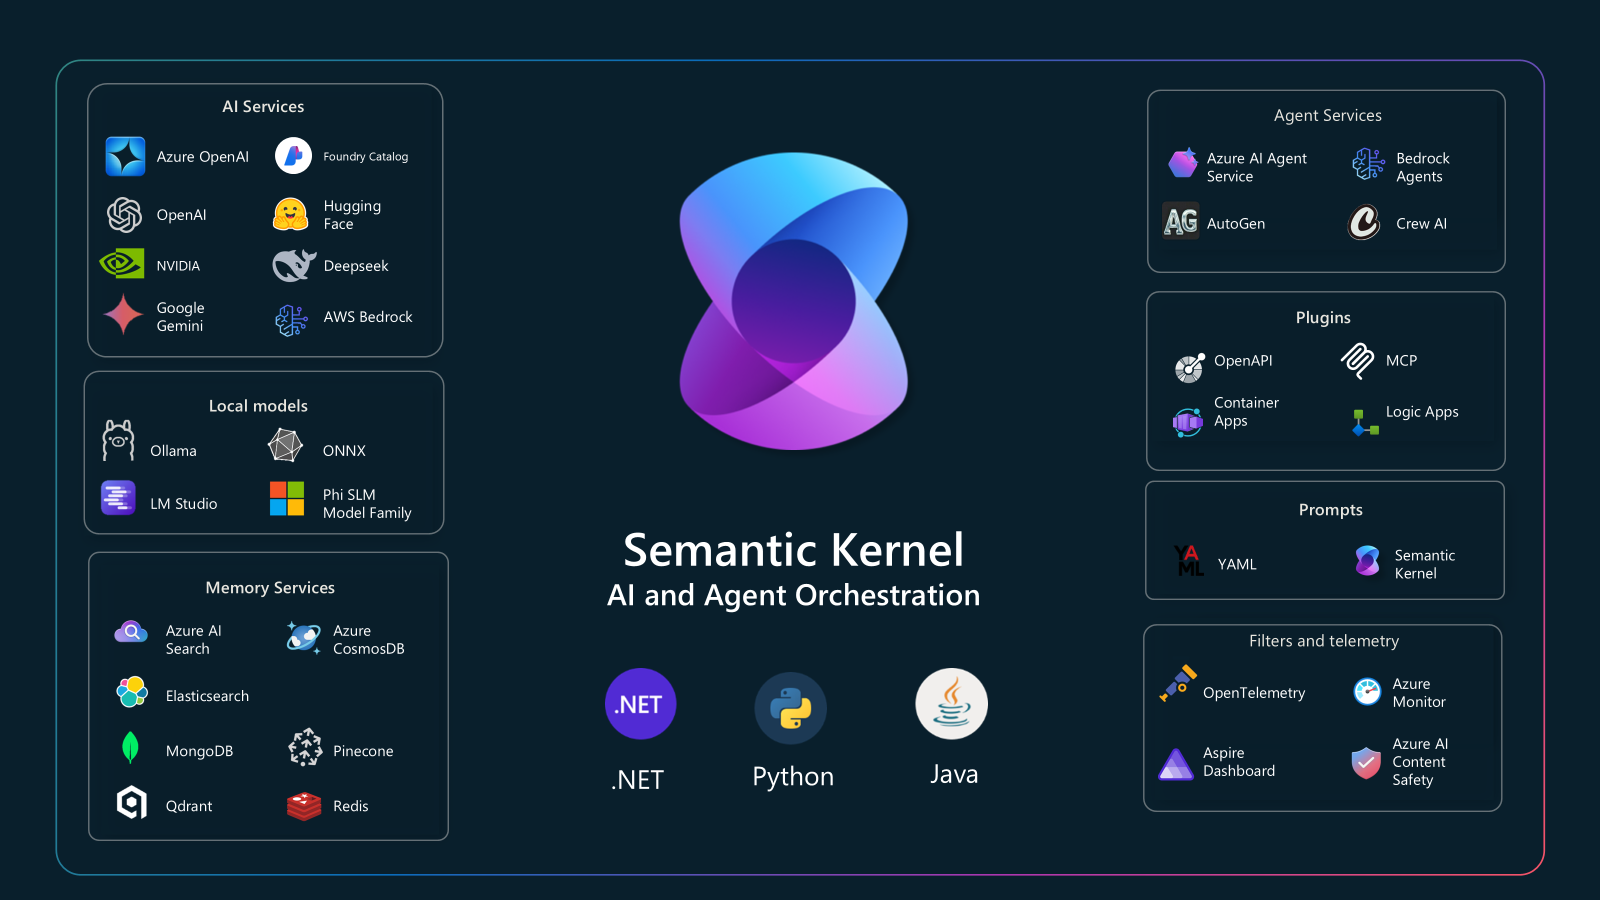 AI Services
Azure OpenAI
Foundry Catalog
OpenAI
Hugging
Face
NVIDIA
Deepseek
Google
Gemini
AWS Bedrock
Local models
Ollama
ONNX
LM Studio
Phi SLM
Model Family
Memory Services
Azure AI
Search
Azure
CosmosDB
Elasticsearch
MongoDB
Pinecone
Qdrant
Redis
Semantic Kernel
AI and Agent Orchestration
.NET
.NET
Python
Java
Agent Services
Azure AI Agent
Service
Bedrock
Agents
AG
AutoGen
Crew AI
Plugins
OpenAPI
MCP
Container
Apps
Logic Apps
Prompts
YA
ML
YAML
Semantic
Kernel
Filters and telemetry
OpenTelemetry
Azure
Monitor
Aspire
Dashboard
Azure AI
Content
Safety